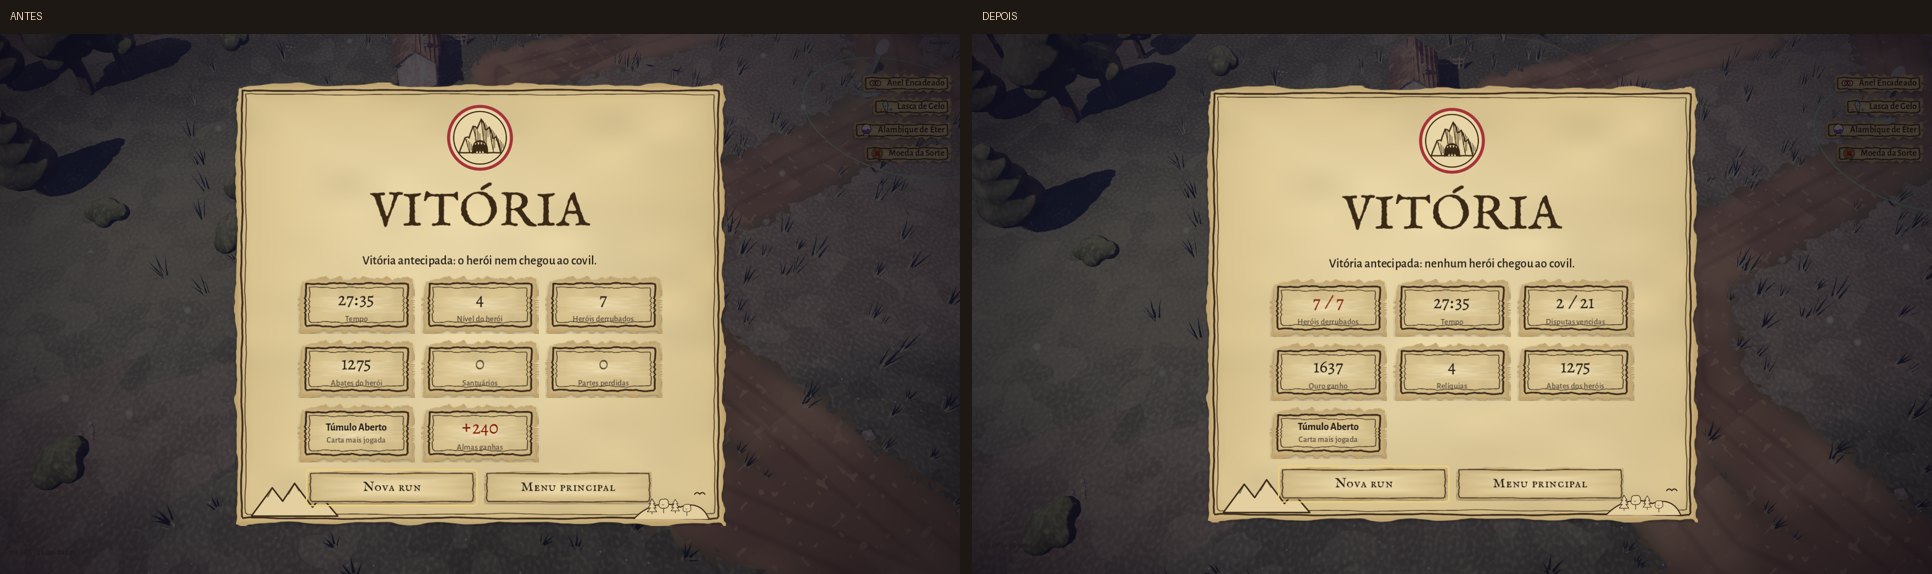 ANTES
DEPOIS
Anel Encadeado
Lasca de Gelo
Alambique de Éter
Moeda da Sorte
VITÓRIA
Vitória antecipada: o herói nem chegou ao covil.
27:35
Tempo
4
Nível do herói
7
Heróis derrubados
1275
Abates do herói
0
Santuários
0
Partes perdidas
Túmulo Aberto
Carta mais jogada
+240
Almas ganhas
Nova run
Menu principal
Anel Encadeado
Lasca de Gelo
Alambique de Éter
Moeda da Sorte
VITÓRIA
Vitória antecipada: nenhum herói chegou ao covil.
7 / 7
Heróis derrubados
27:35
Tempo
2 / 21
Disputas vencidas
1637
Ouro ganho
4
Relíquias
1275
Abates dos heróis
Túmulo Aberto
Carta mais jogada
Nova run
Menu principal